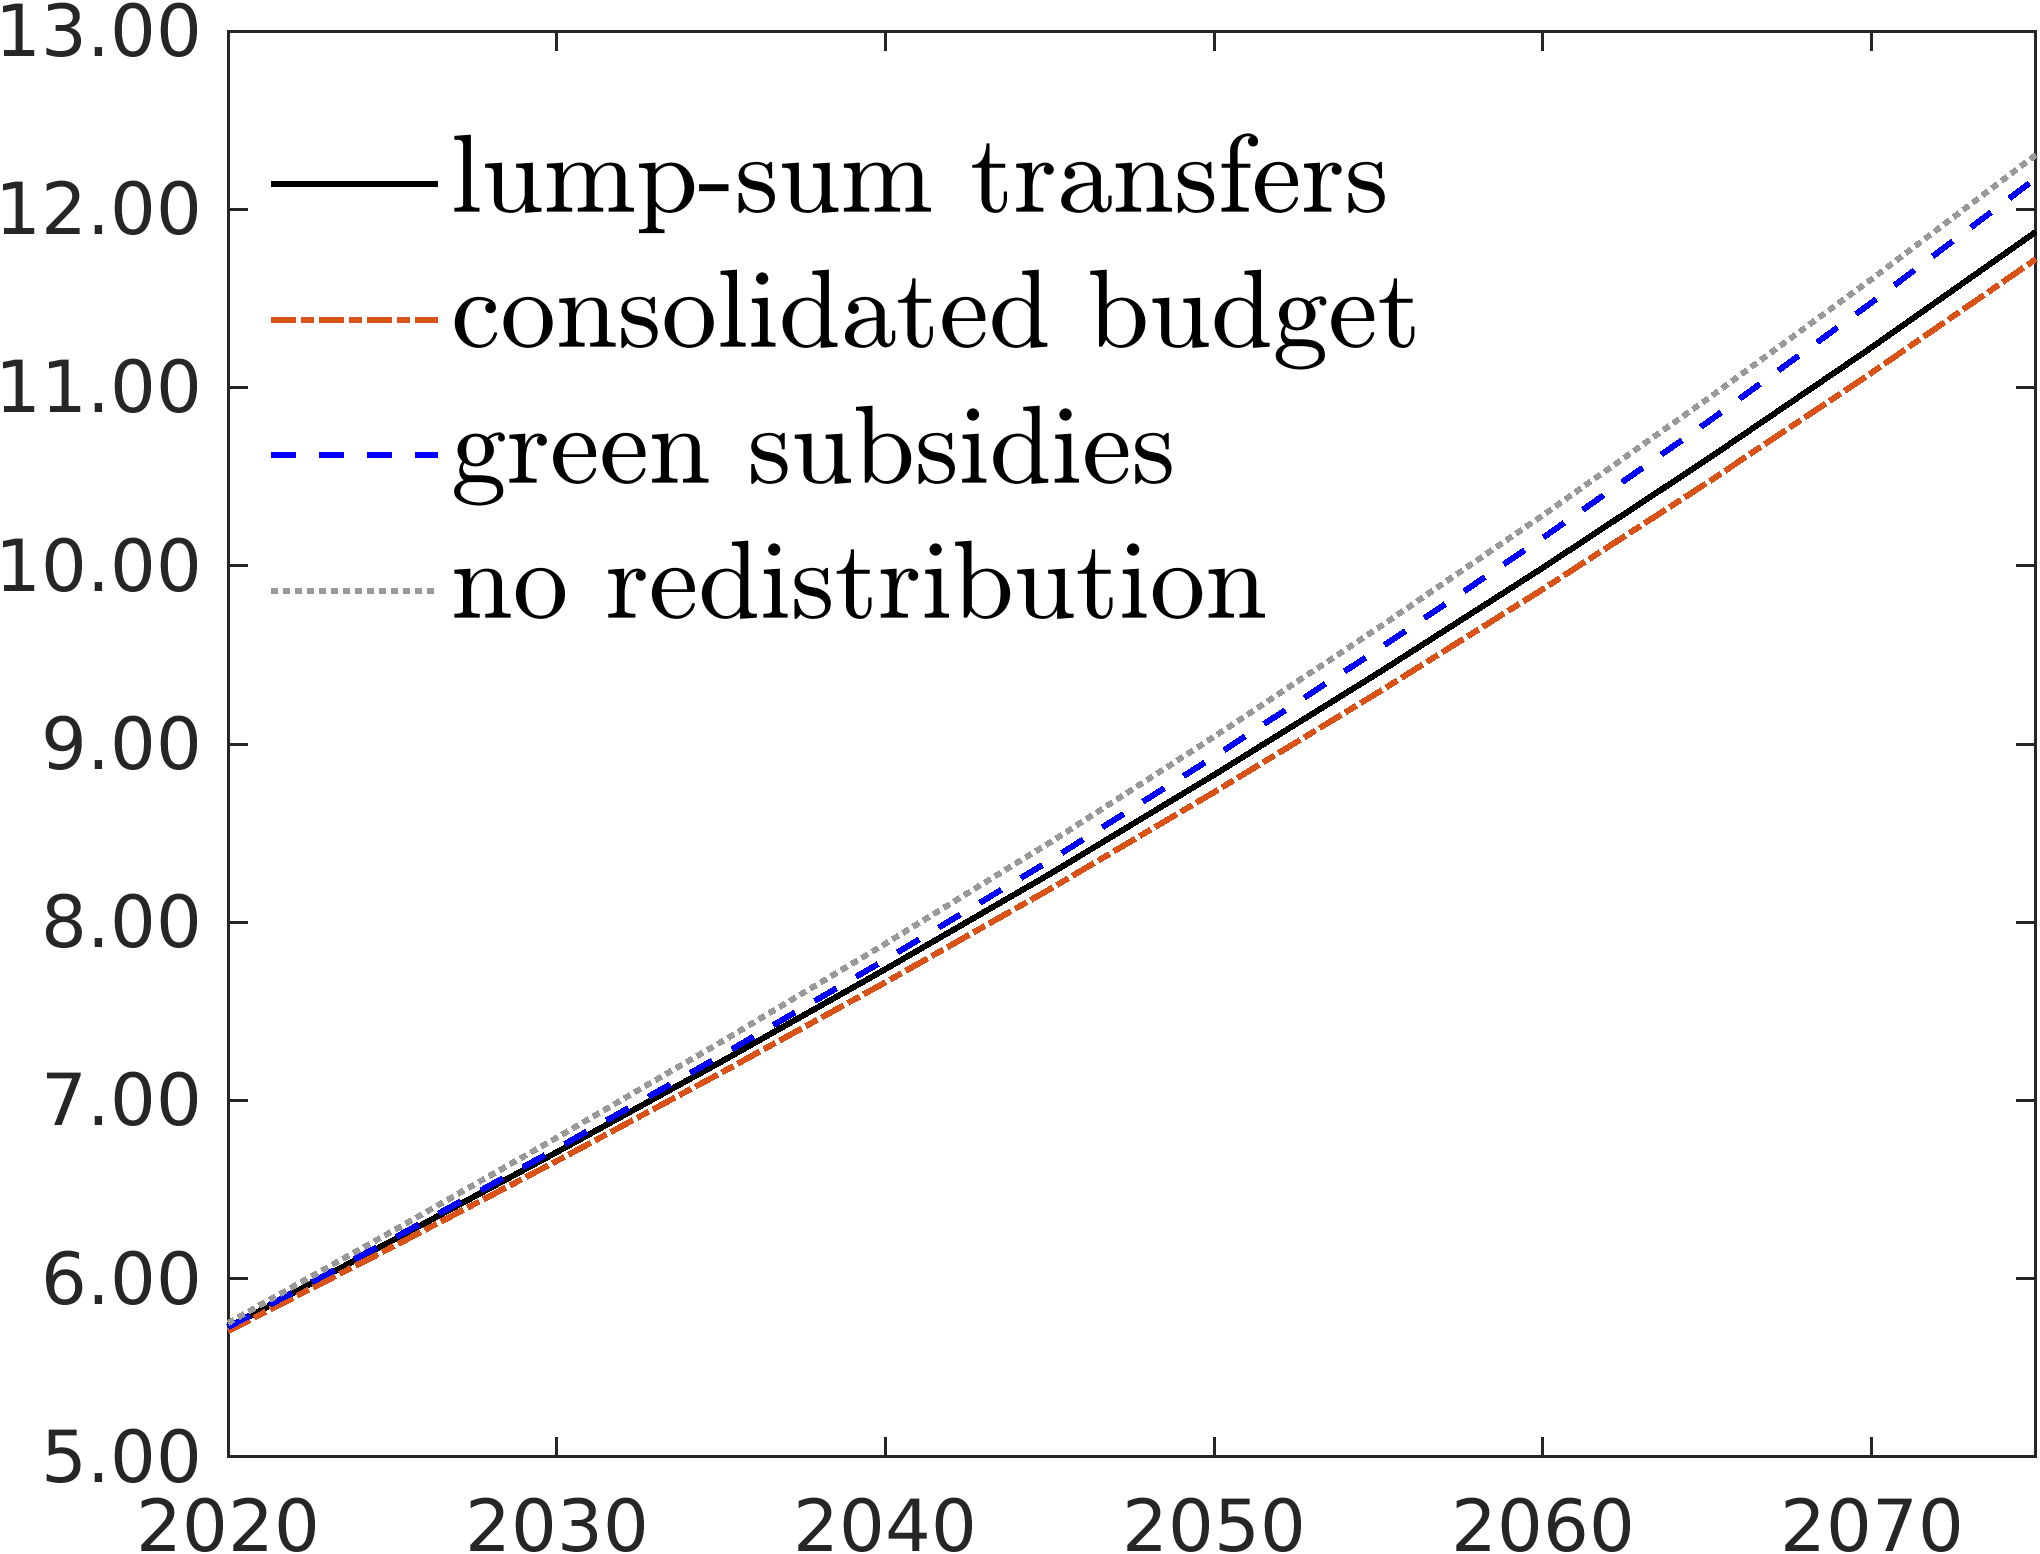 13.00
12.00
11.00
10.00
9.00
8.00
7.00
6.00
5.00
lump-sum transfers
consolidated budget
green subsidies
no redistribution
2020 2030 2040 2050 2060 2070